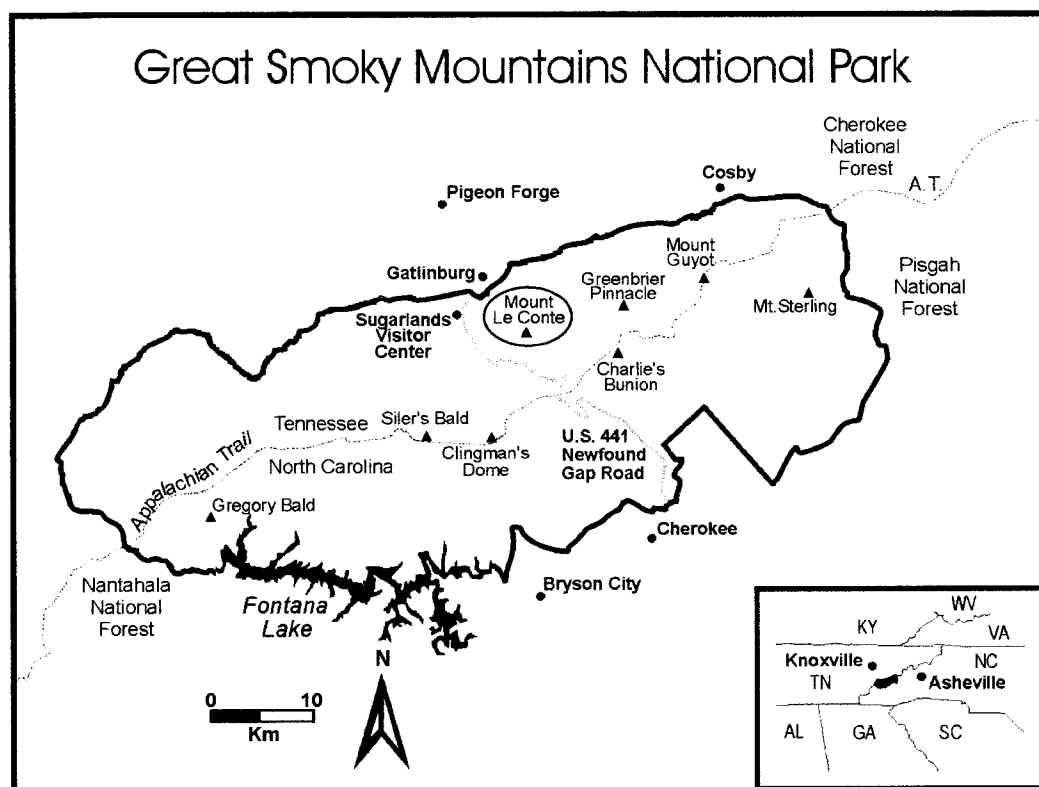 Great Smoky Mountains National Park
Cherokee
National
Forest
A.T.
Cosby
Pigeon Forge
Mount
Guyot
Gatlinburg
Greenbrier
Pinnacle
Pisgah
National
Forest
Mount
Le Conte
Mt.Sterling
Sugarlands
Visitor
Center
Charlie's
Bunion
Siler's Bald
Tennessee
U.S. 441
Newfound
Gap Road
Clingman's
Dome
North Carolina
Appalachian Trail
Gregory Bald
Cherokee
Nantahala
National
Forest
Bryson City
Fontana
Lake
N
0 10
Km
WV
KY
VA
Knoxville
NC
TN
Asheville
AL
GA
SC